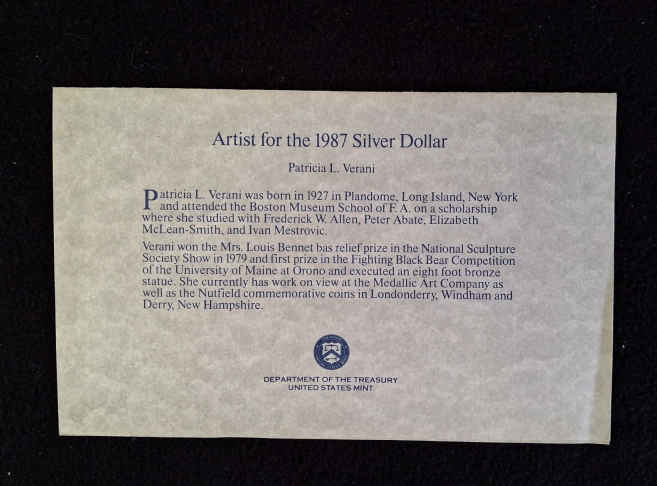 Artist for the 1987 Silver Dollar
Patricia L. Verani
Patricia L. Verani was born in 1927 in Plandome, Long Island, New York
and attended the Boston Museum School of F. A. on a scholarship
where she studied with Frederick W. Allen, Peter Abate, Elizabeth
McLean-Smith, and Ivan Mestrovic.
Verani won the Mrs. Louis Bennet bas relief prize in the National Sculpture
Society Show in 1979 and first prize in the Fighting Black Bear Competition
of the University of Maine at Orono and executed an eight foot bronze
statue. She currently has work on view at the Medallic Art Company as
well as the Nutfield commemorative coins in Londonderry, Windham and
Derry, New Hampshire.
DEPARTMENT OF THE TREASURY
UNITED STATES MINT